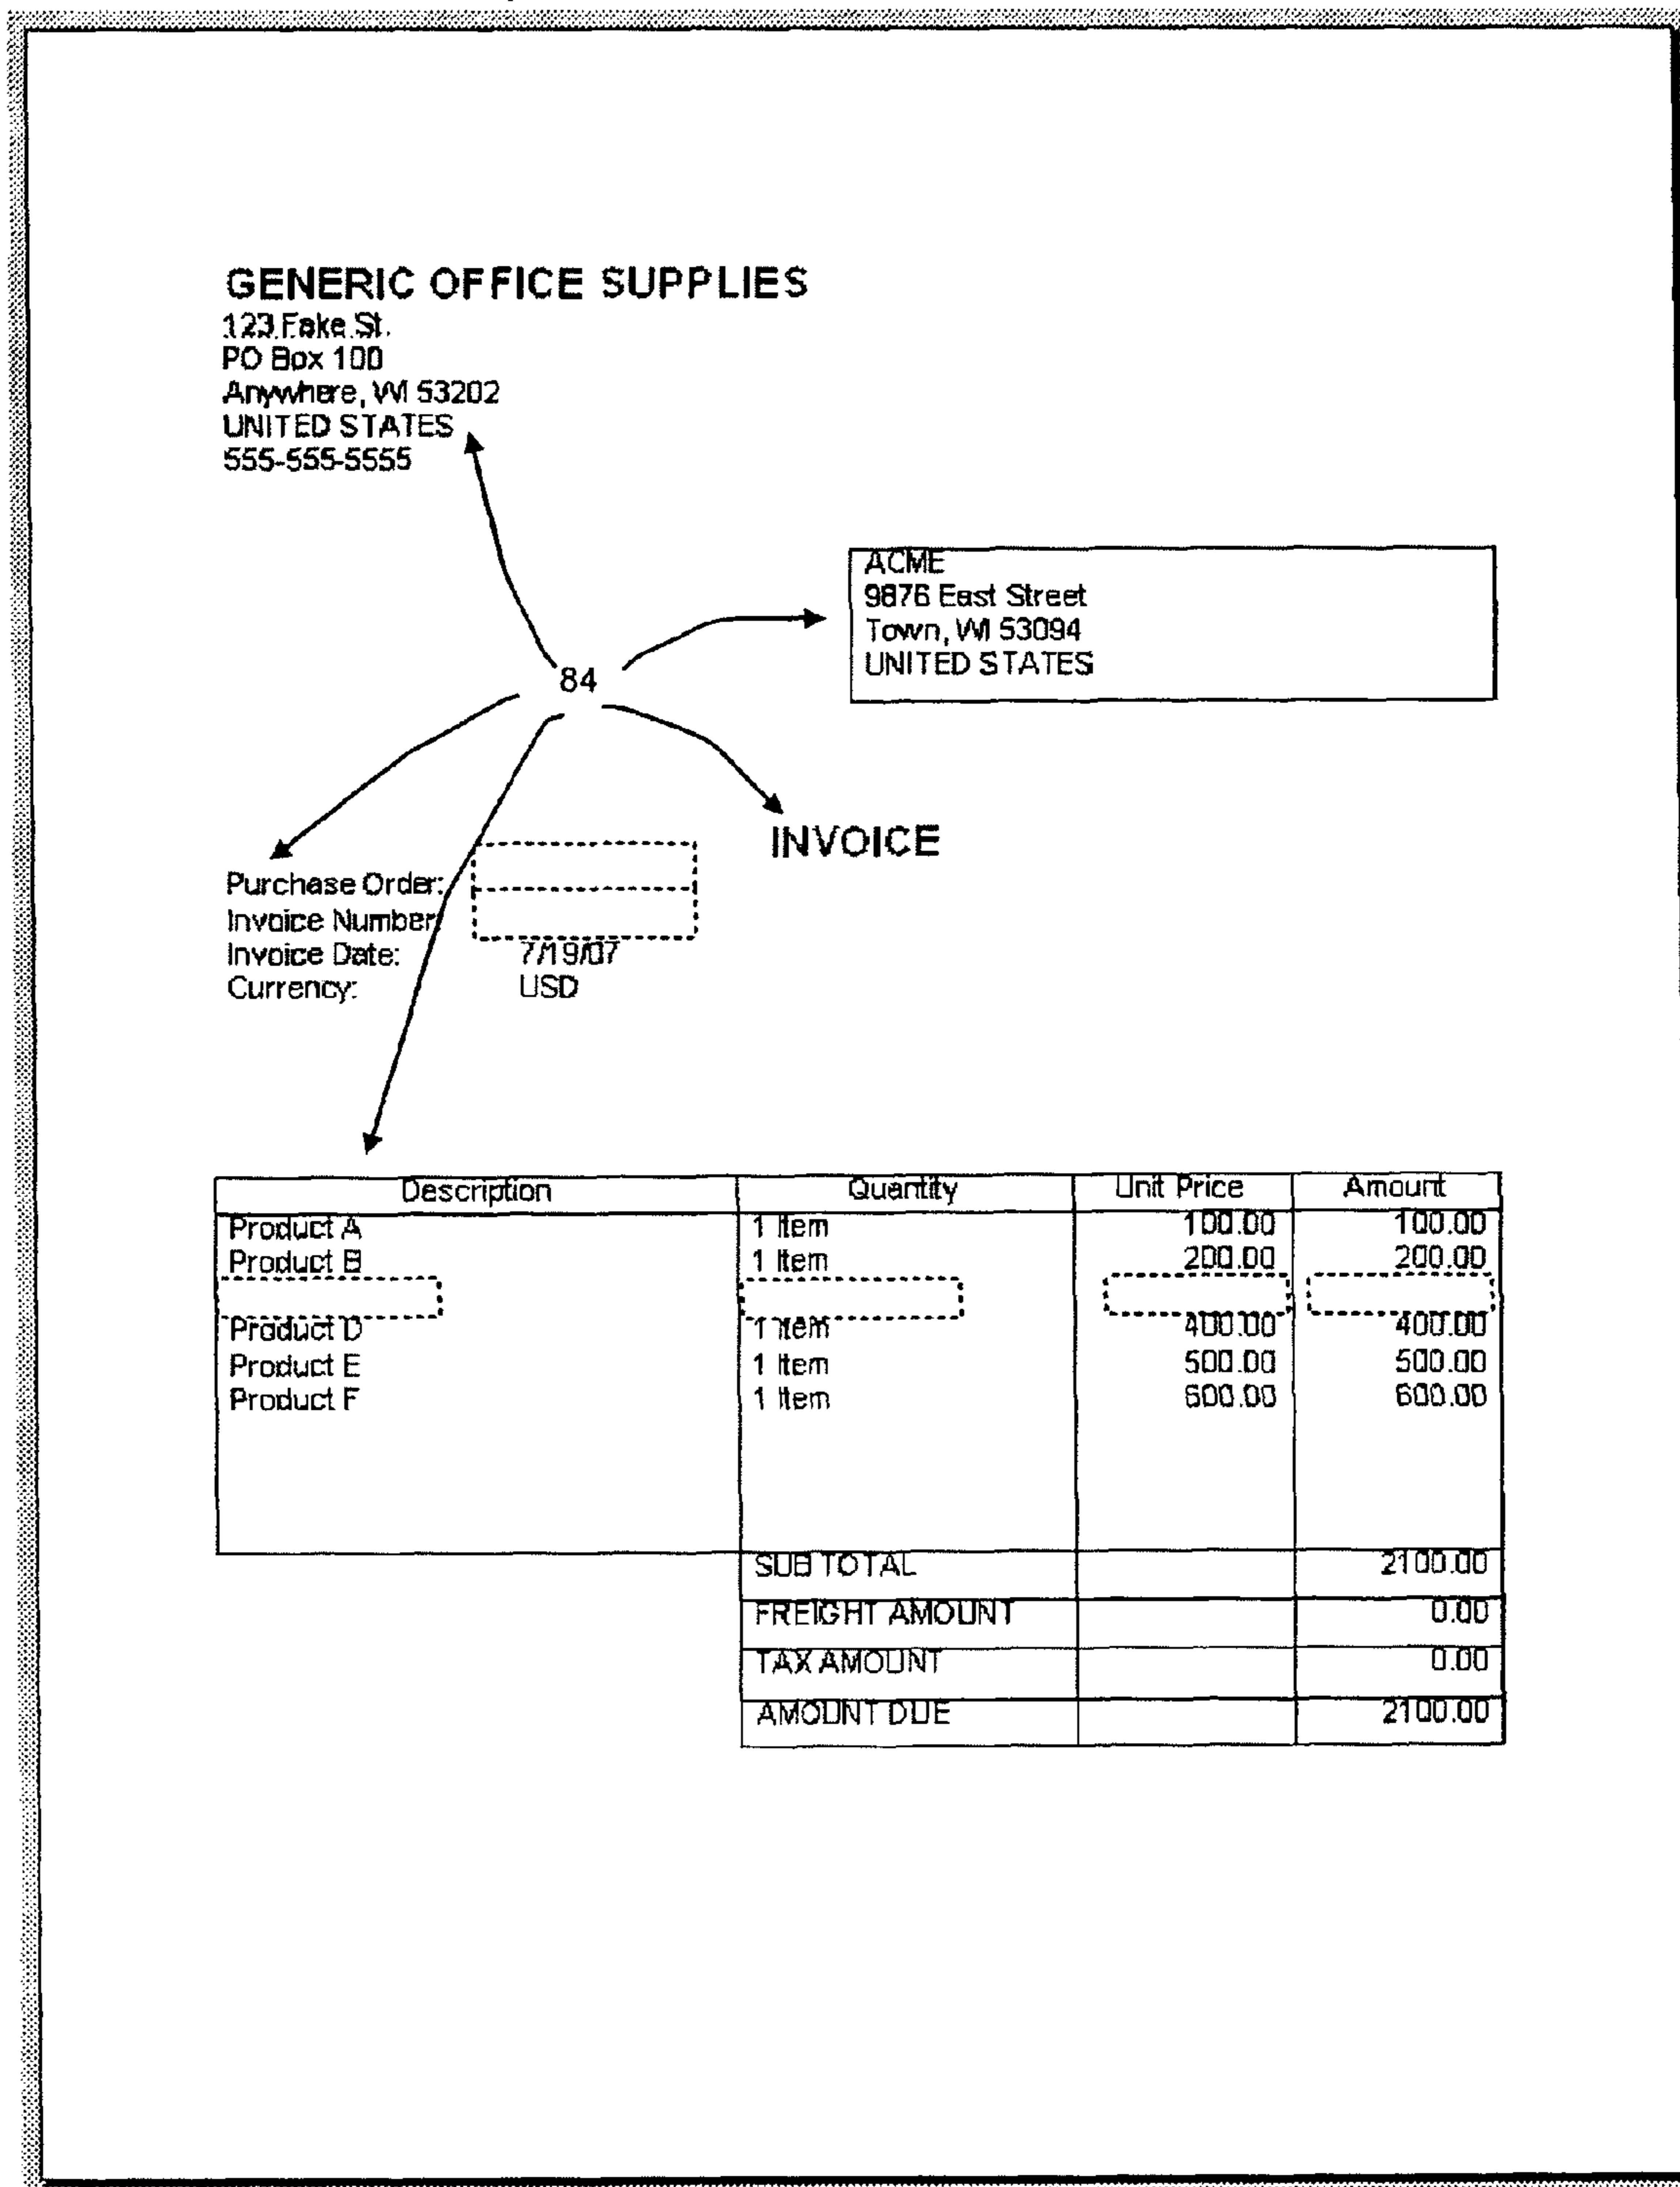 GENERIC OFFICE SUPPLIES
123 Fake St.
PO Box 100
Anywhere, WI 53202
UNITED STATES
555-555-5555
ACME
9876 East Street
Town, WI 53094
UNITED STATES
84
INVOICE
Purchase Order:
Invoice Number:
Invoice Date: 7/19/07
Currency: USD
Description Quantity Unit Price Amount
Product A 1 Item 100.00 100.00
Product B 1 Item 200.00 200.00
Product D 1 Item 400.00 400.00
Product E 1 Item 500.00 500.00
Product F 1 Item 600.00 600.00
SUB TOTAL 2100.00
FREIGHT AMOUNT 0.00
TAX AMOUNT 0.00
AMOUNT DUE 2100.00